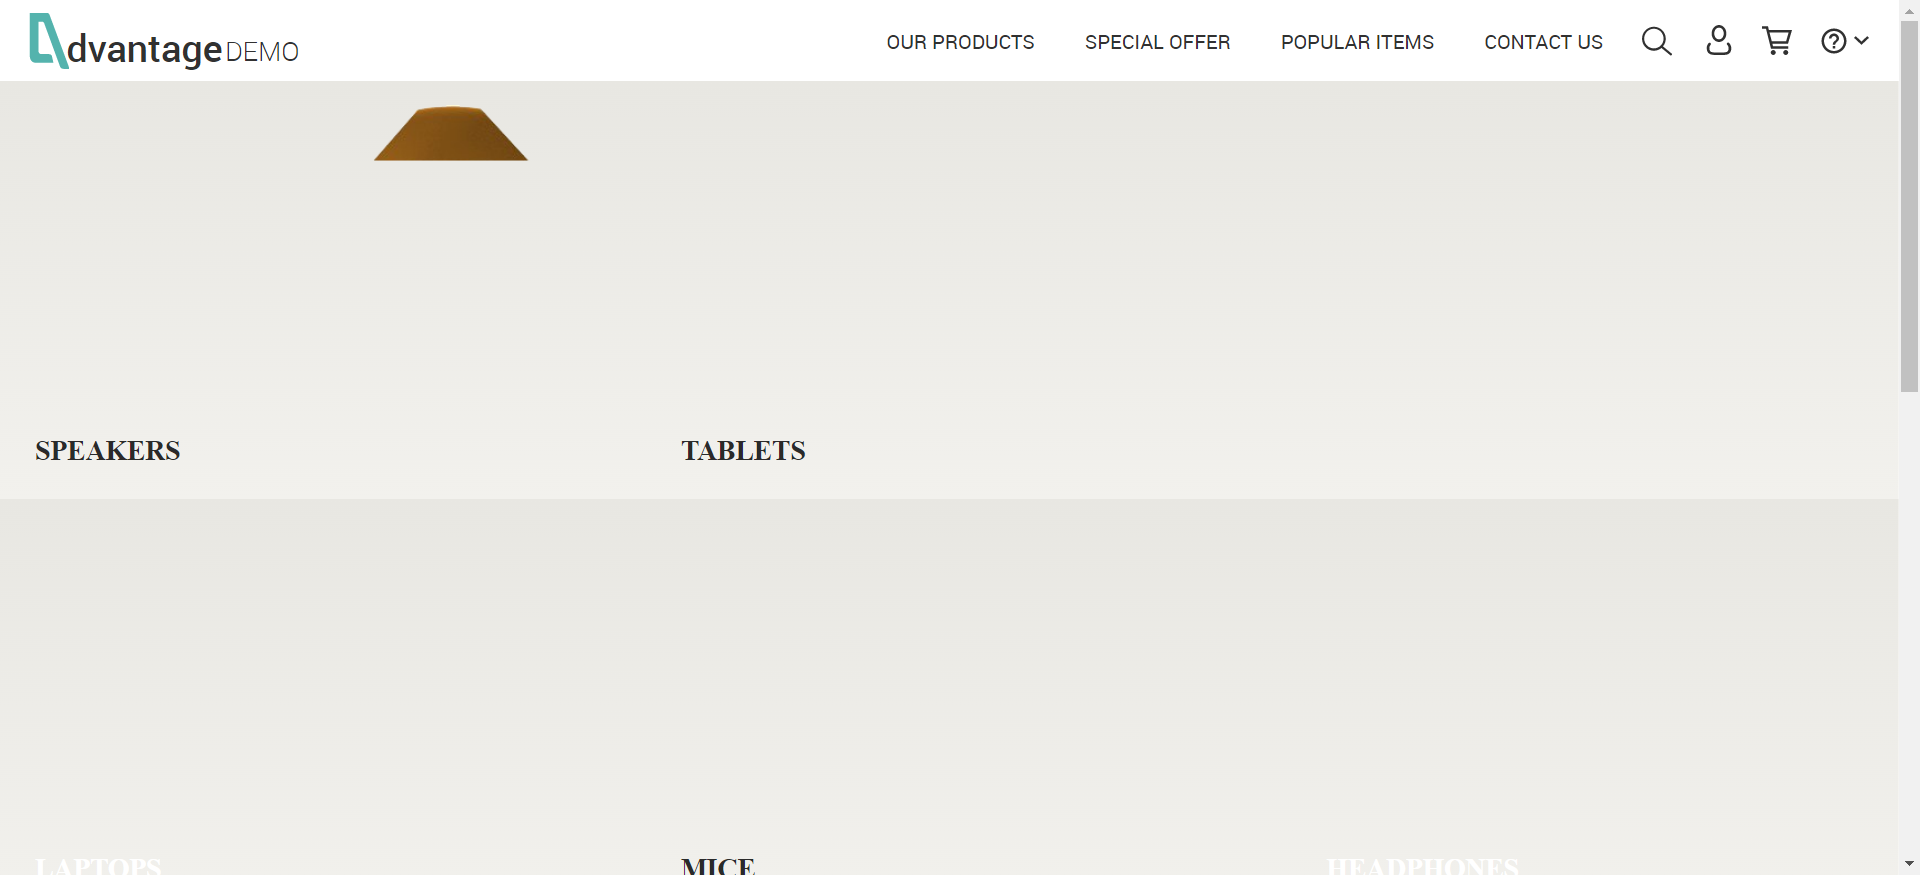 dvantage DEMO
OUR PRODUCTS SPECIAL OFFER POPULAR ITEMS CONTACT US
SPEAKERS TABLETS
LAPTOPS MICE HEADPHONES